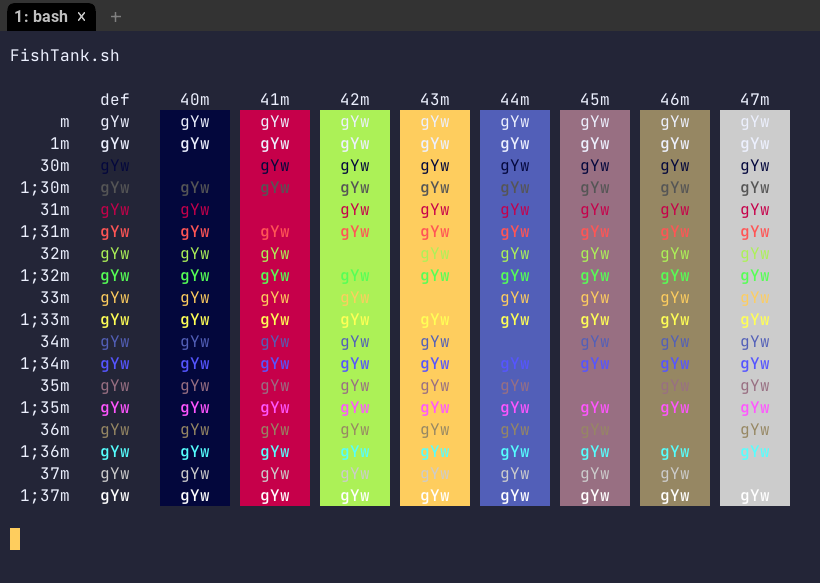 1: bash × +
FishTank.sh
def 40m 41m 42m 43m 44m 45m 46m 47m
m gYw gYw gYw gYw gYw gYw gYw gYw gYw
1m gYw gYw gYw gYw gYw gYw gYw gYw gYw
30m gYw gYw gYw gYw gYw gYw gYw gYw
1;30m gYw gYw gYw gYw gYw gYw gYw gYw gYw
31m gYw gYw gYw gYw gYw gYw gYw gYw
1;31m gYw gYw gYw gYw gYw gYw gYw gYw gYw
32m gYw gYw gYw gYw gYw gYw gYw gYw
1;32m gYw gYw gYw gYw gYw gYw gYw gYw gYw
33m gYw gYw gYw gYw gYw gYw gYw gYw
1;33m gYw gYw gYw gYw gYw gYw gYw gYw gYw
34m gYw gYw gYw gYw gYw gYw gYw gYw
1;34m gYw gYw gYw gYw gYw gYw gYw gYw gYw
35m gYw gYw gYw gYw gYw gYw gYw gYw
1;35m gYw gYw gYw gYw gYw gYw gYw gYw gYw
36m gYw gYw gYw gYw gYw gYw gYw gYw
1;36m gYw gYw gYw gYw gYw gYw gYw gYw gYw
37m gYw gYw gYw gYw gYw gYw gYw gYw
1;37m gYw gYw gYw gYw gYw gYw gYw gYw gYw